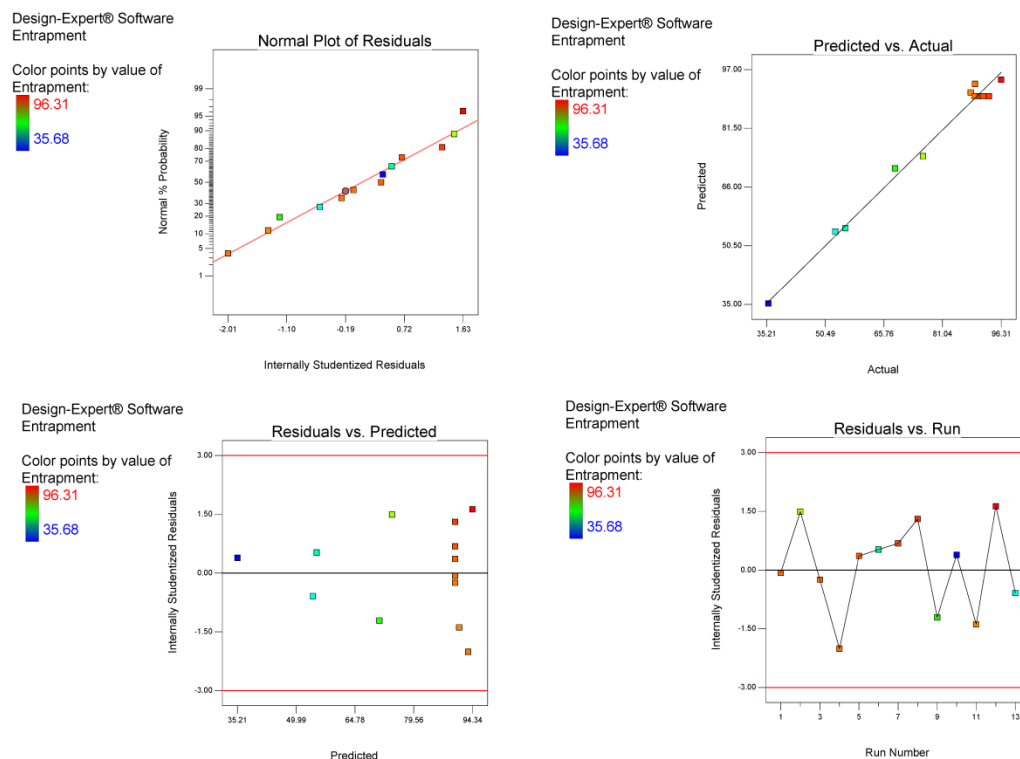 Design-Expert® Software
Entrapment
Color points by value of
Entrapment:
96.31
35.68
Normal Plot of Residuals
Normal % Probability
99
95
90
80
70
50
30
20
10
5
1
-2.01
-1.10
-0.19
0.72
1.63
Internally Studentized Residuals
Design-Expert® Software
Entrapment
Color points by value of
Entrapment:
96.31
35.68
Predicted vs. Actual
Predicted
97.00
81.50
66.00
50.50
35.00
35.21
50.49
65.76
81.04
96.31
Actual
Design-Expert® Software
Entrapment
Color points by value of
Entrapment:
96.31
35.68
Residuals vs. Predicted
Internally Studentized Residuals
3.00
1.50
0.00
-1.50
-3.00
35.21
49.99
64.78
79.56
94.34
Predicted
Design-Expert® Software
Entrapment
Color points by value of
Entrapment:
96.31
35.68
Residuals vs. Run
Internally Studentized Residuals
3.00
1.50
0.00
-1.50
-3.00
1
3
5
7
9
11
13
Run Number